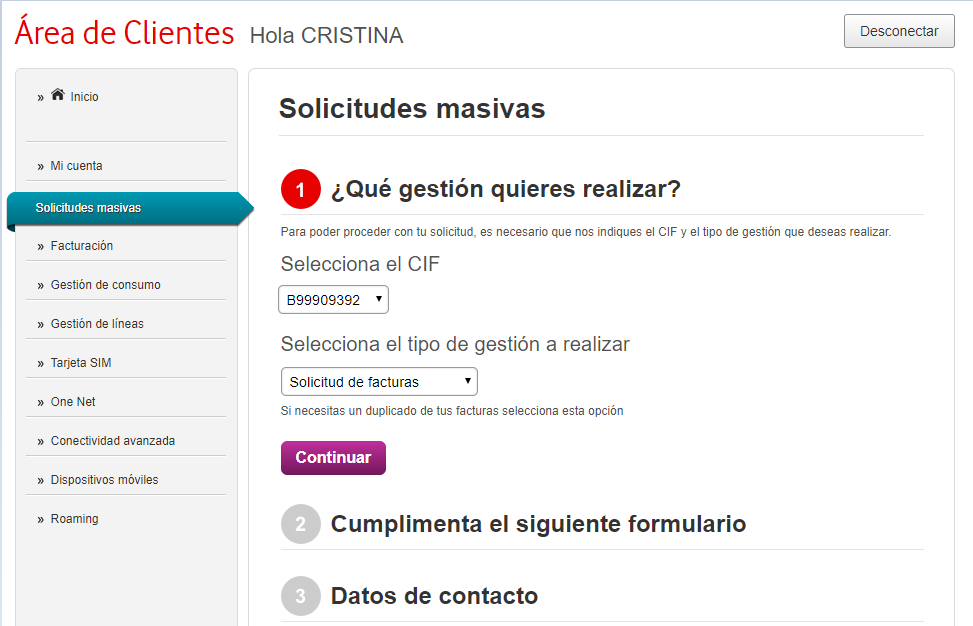 Área de Clientes Hola CRISTINA
Desconectar
» Inicio
» Mi cuenta
Solicitudes masivas
» Facturación
» Gestión de consumo
» Gestión de líneas
» Tarjeta SIM
» One Net
» Conectividad avanzada
» Dispositivos móviles
» Roaming
Solicitudes masivas
1 ¿Qué gestión quieres realizar?
Para poder proceder con tu solicitud, es necesario que nos indiques el CIF y el tipo de gestión que deseas realizar.
Selecciona el CIF
B99909392
Selecciona el tipo de gestión a realizar
Solicitud de facturas
Si necesitas un duplicado de tus facturas selecciona esta opción
Continuar
2 Cumplimenta el siguiente formulario
3 Datos de contacto